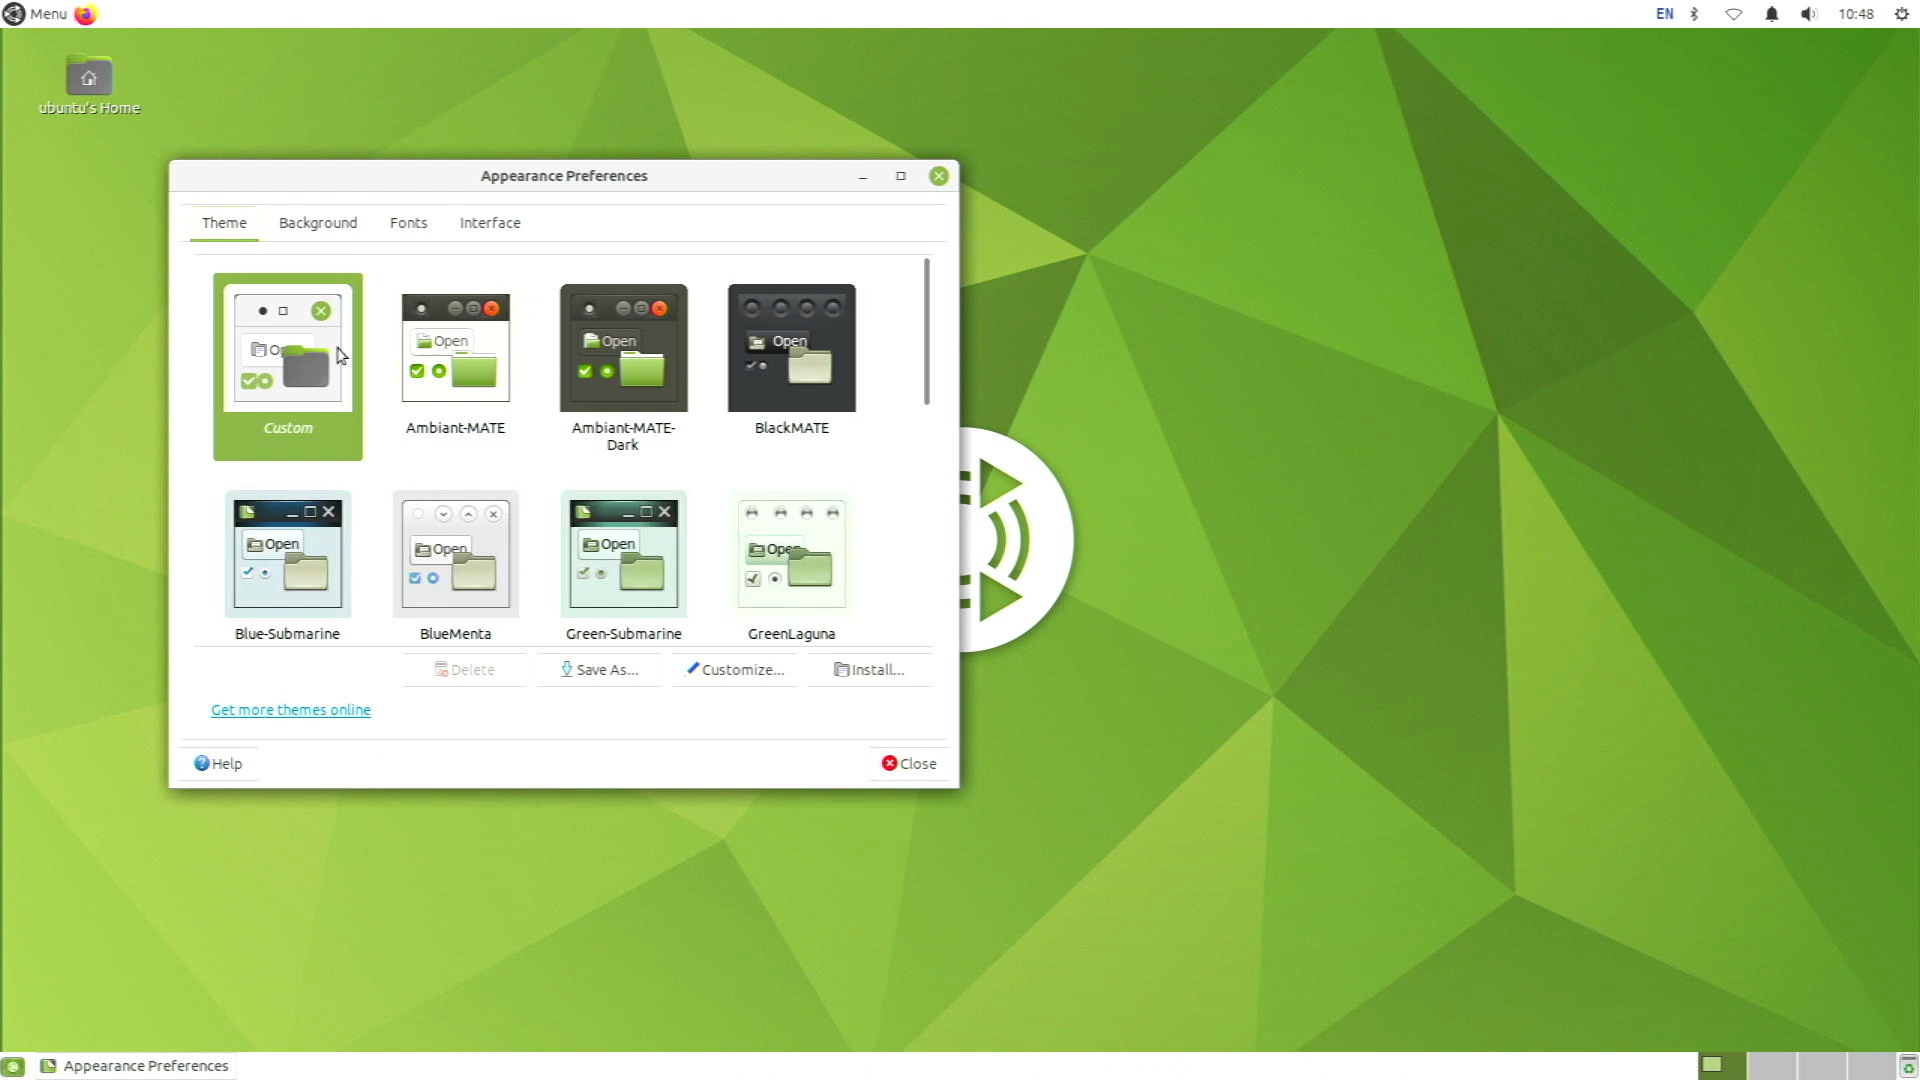 Menu
EN
10:48
ubuntu's Home
Appearance Preferences
Theme
Background
Fonts
Interface
Open
Open
Open
Custom
Ambiant-MATE
Ambiant-MATE-
Dark
BlackMATE
Open
Open
Open
Open
Blue-Submarine
BlueMenta
Green-Submarine
GreenLaguna
Delete
Save As...
Customize...
Install...
Get more themes online
Help
Close
Appearance Preferences